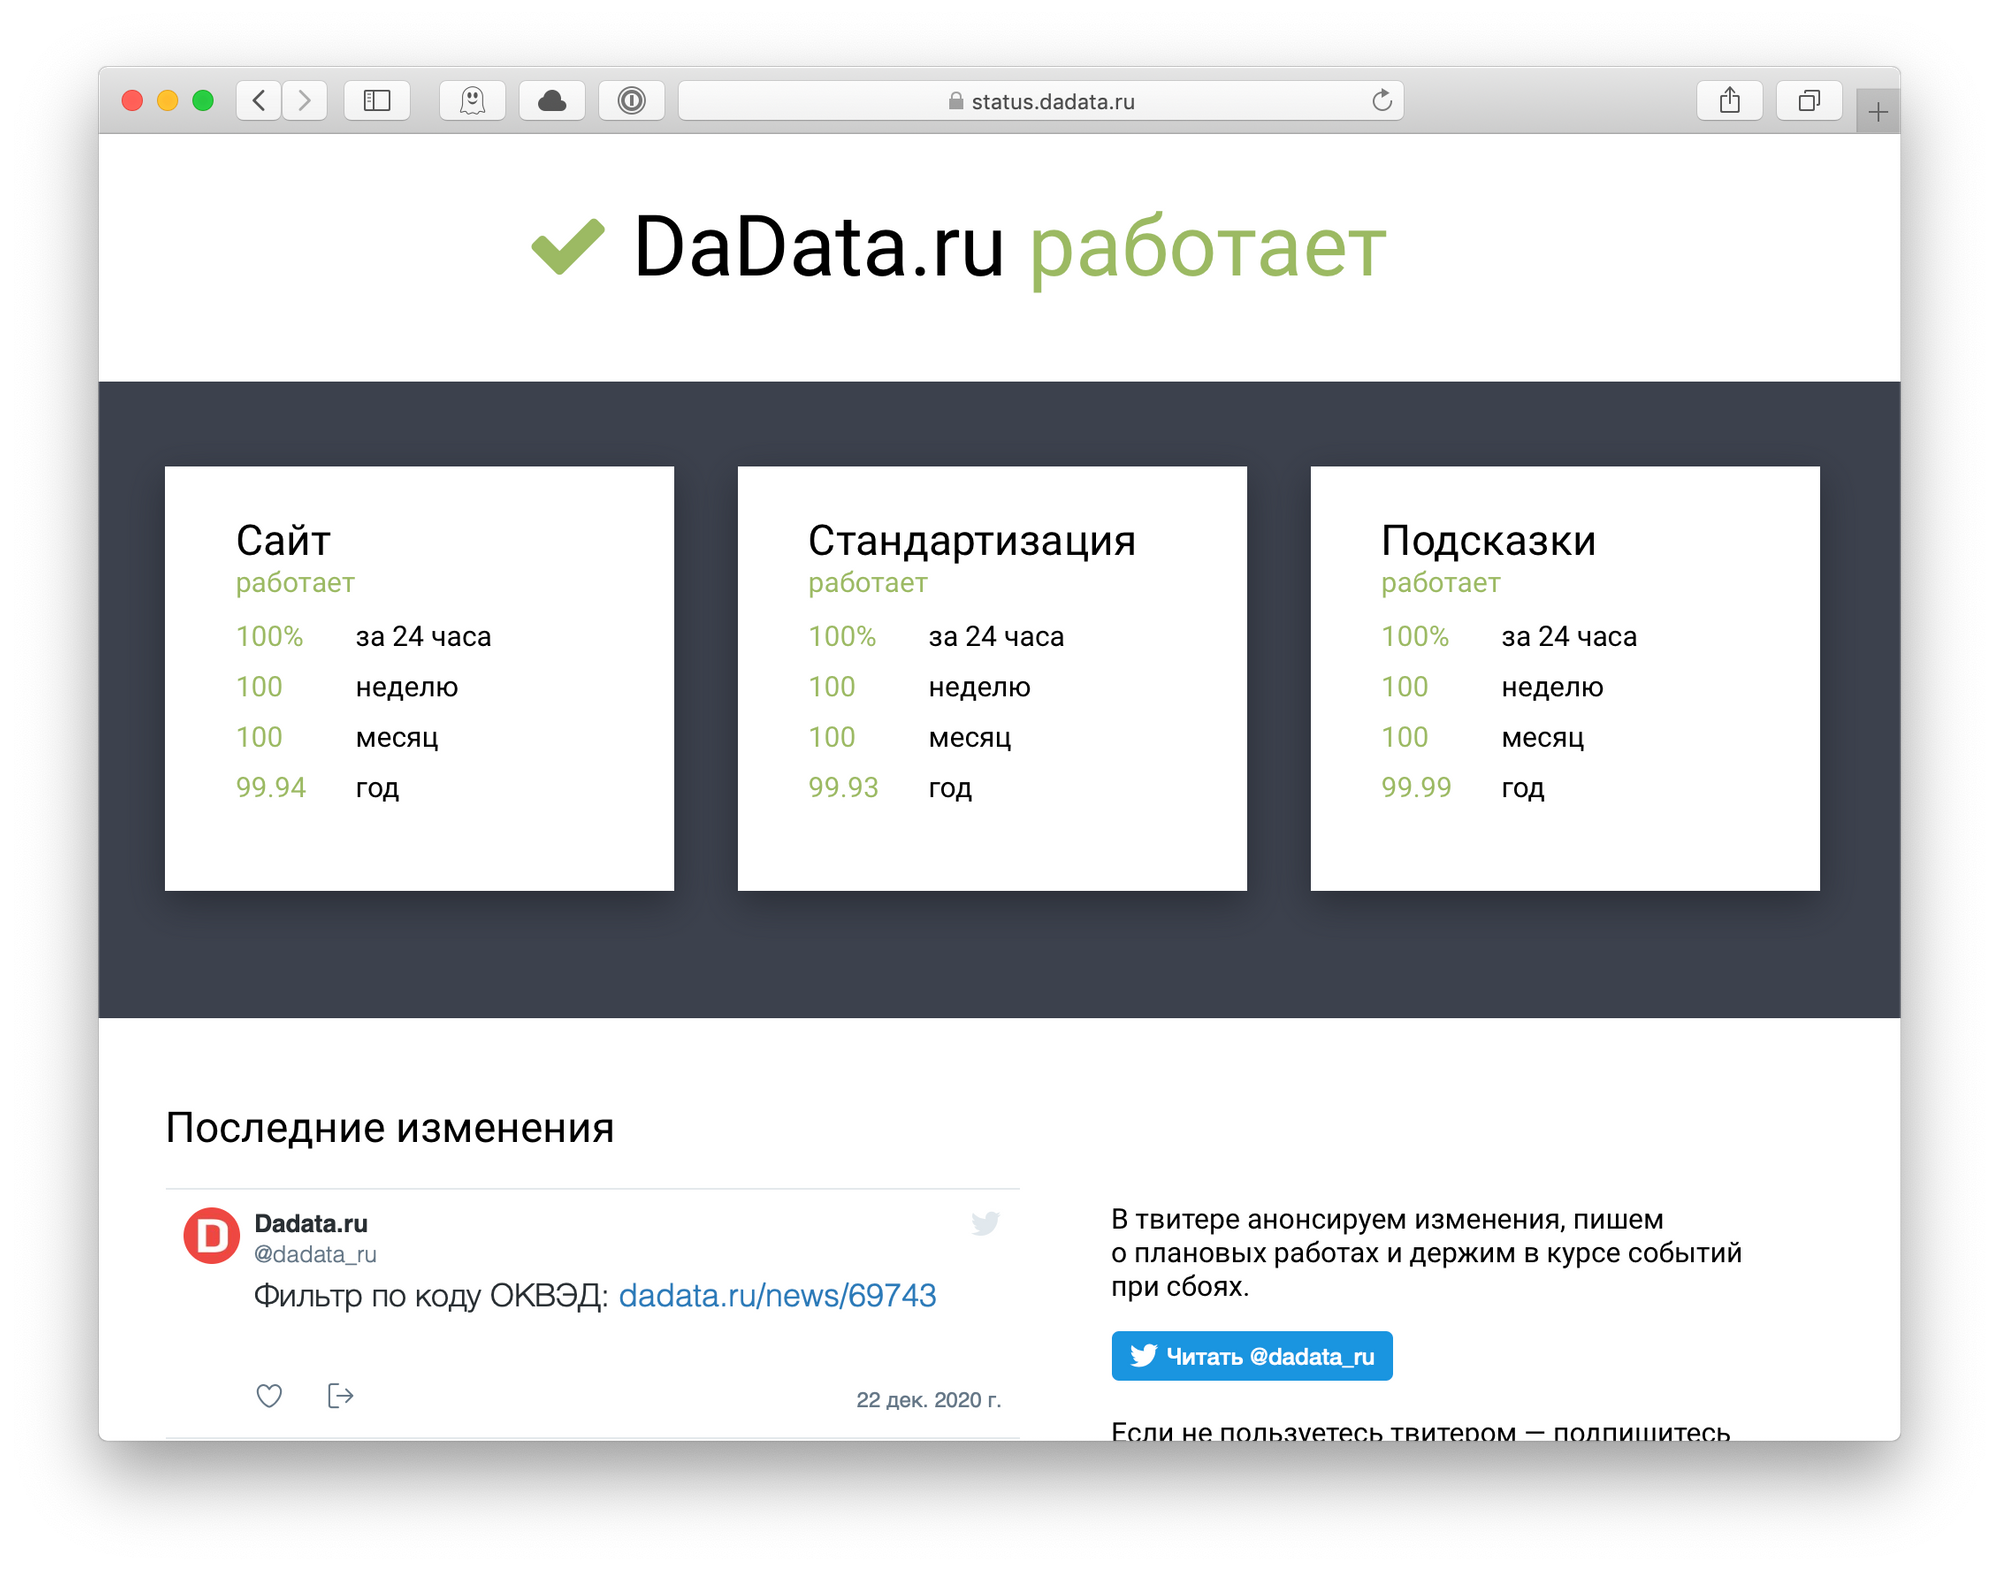 status.dadata.ru
DaData.ru работает
Сайт
работает
100% за 24 часа
100 неделю
100 месяц
99.94 год
Стандартизация
работает
100% за 24 часа
100 неделю
100 месяц
99.93 год
Подсказки
работает
100% за 24 часа
100 неделю
100 месяц
99.99 год
Последние изменения
D
Dadata.ru
@dadata_ru
Фильтр по коду ОКВЭД: dadata.ru/news/69743
22 дек. 2020 г.
В твитере анонсируем изменения, пишем
о плановых работах и держим в курсе событий
при сбоях.
Читать @dadata_ru
Если не пользуетесь твитером — подпишитесь